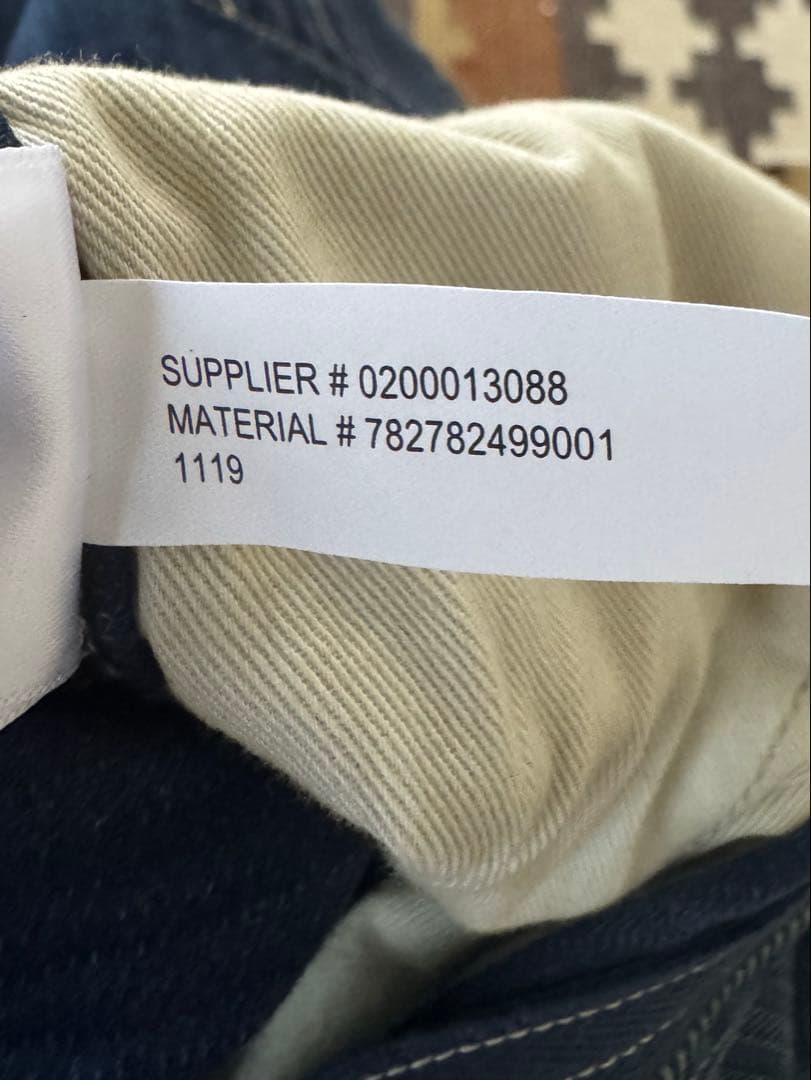 SUPPLIER # 0200013088
MATERIAL # 782782499001
1119